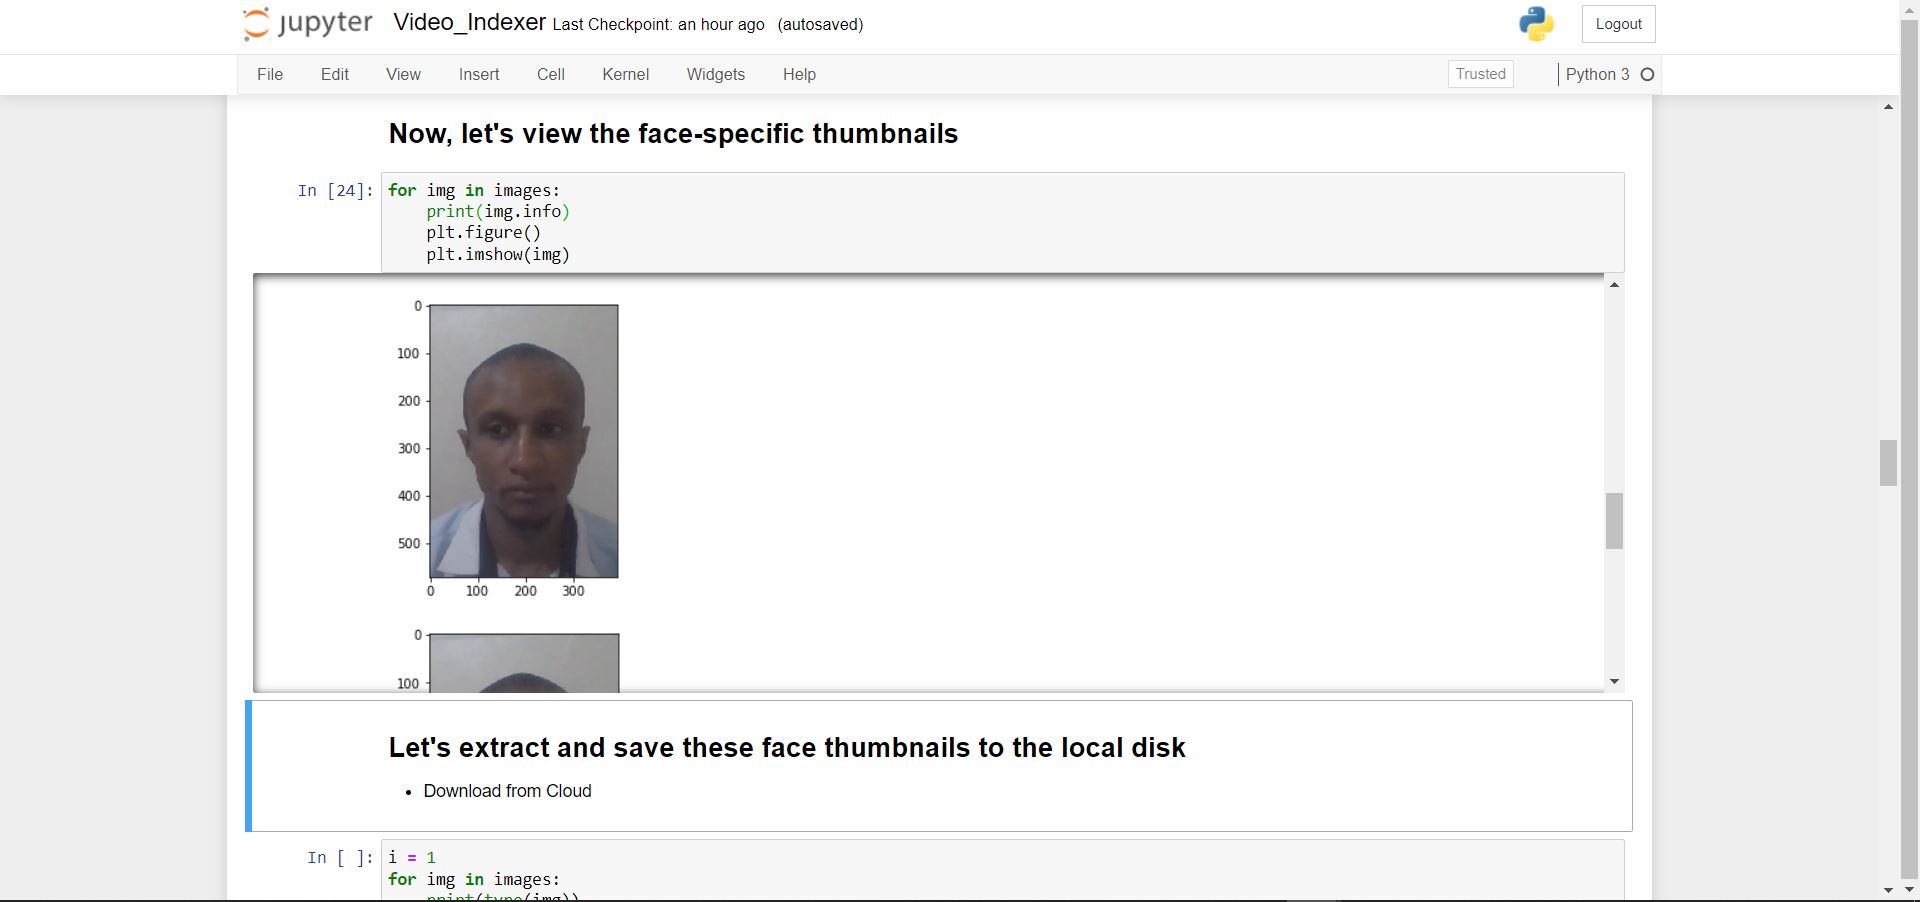 jupyter Video_Indexer Last Checkpoint: an hour ago (autosaved) Logout
File Edit View Insert Cell Kernel Widgets Help Trusted Python 3
Now, let's view the face-specific thumbnails
In [24]: for img in images:
print(img.info)
plt.figure()
plt.imshow(img)
0
100
200
300
400
500
0 100 200 300
0
100
Let's extract and save these face thumbnails to the local disk
• Download from Cloud
In [ ]: i = 1
for img in images:
print(type(img))